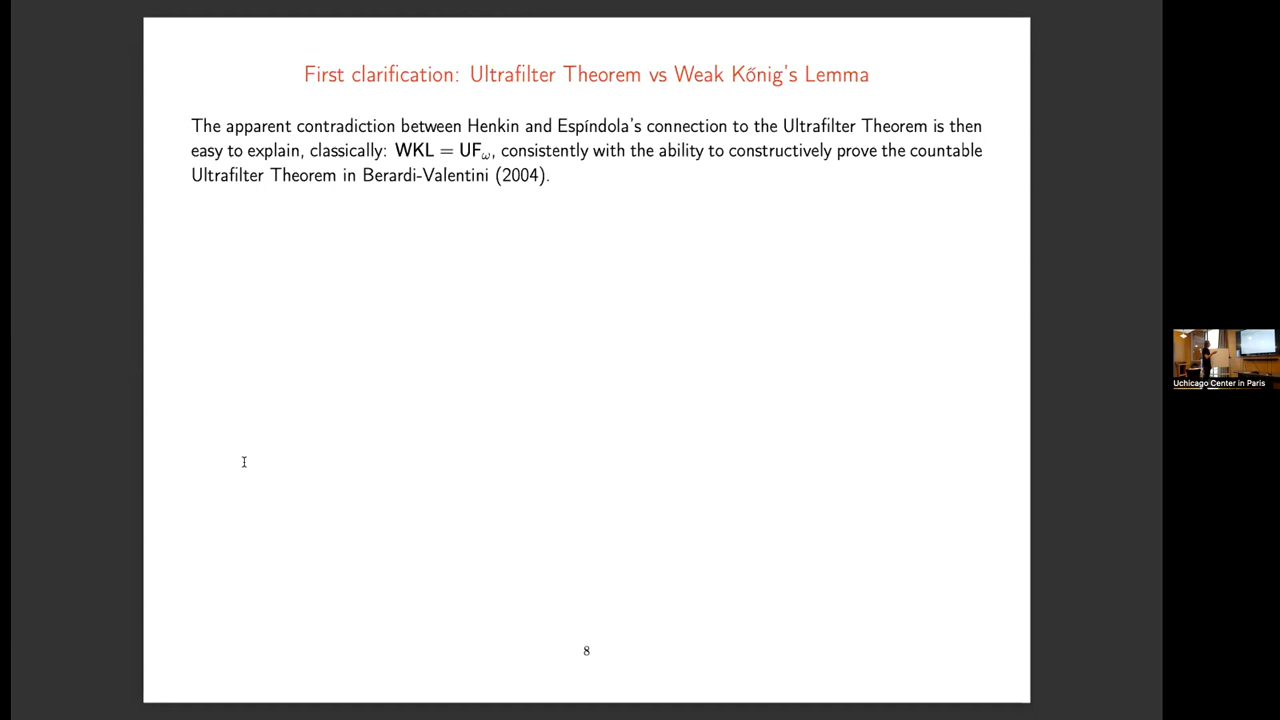 First clarification: Ultrafilter Theorem vs Weak Kőnig's Lemma
The apparent contradiction between Henkin and Espíndola's connection to the Ultrafilter Theorem is then
easy to explain, classically: WKL = UFω, consistently with the ability to constructively prove the countable
Ultrafilter Theorem in Berardi-Valentini (2004).
Uchicago Center in Paris
8